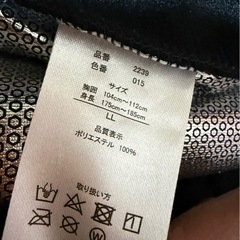 品番 2239
色番 015
サイズ
胸囲 104cm〜112cm
身長 175cm〜185cm
LL
品質表示
ポリエステル 100%
取り扱い方